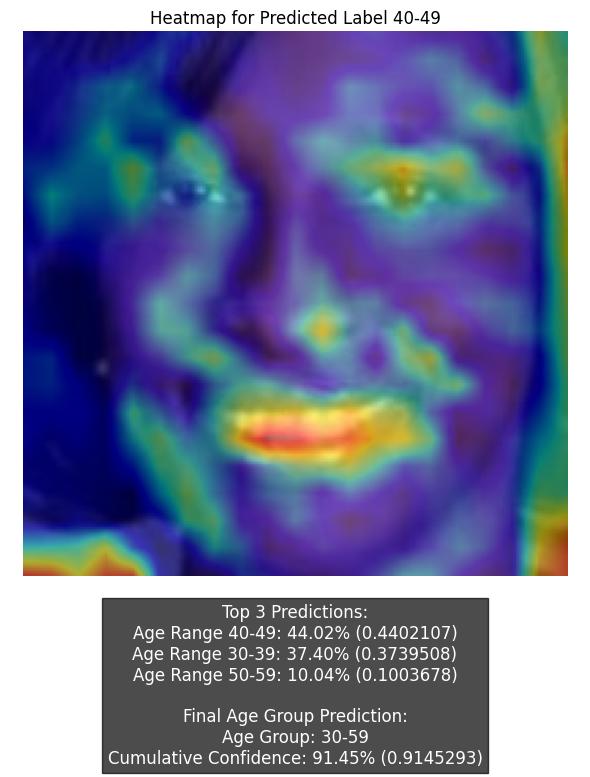 Heatmap for Predicted Label 40-49
Top 3 Predictions:
Age Range 40-49: 44.02% (0.4402107)
Age Range 30-39: 37.40% (0.3739508)
Age Range 50-59: 10.04% (0.1003678)
Final Age Group Prediction:
Age Group: 30-59
Cumulative Confidence: 91.45% (0.9145293)